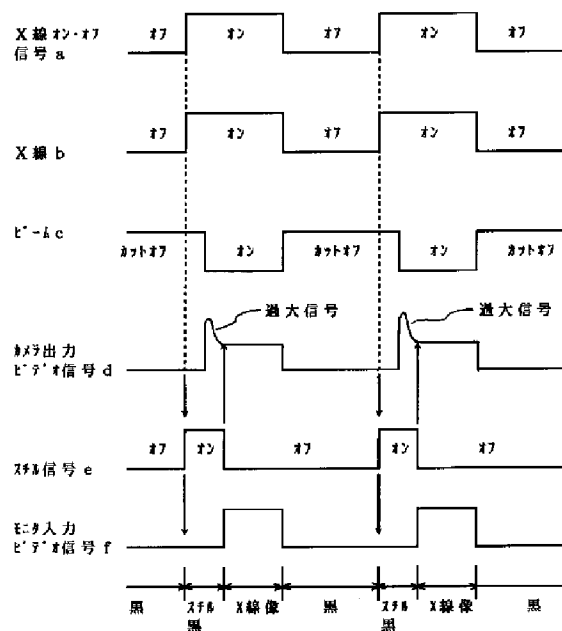 X線ｵﾝ・ｵﾌ
信号a
ｵﾌ ｵﾝ ｵﾌ ｵﾝ ｵﾌ
X線b
ｵﾌ ｵﾝ ｵﾌ ｵﾝ ｵﾌ
ﾋﾞｰﾑc
ｶｯﾄｵﾌ ｵﾝ ｶｯﾄｵﾌ ｵﾝ ｶｯﾄｵﾌ
過大信号 過大信号
ｶﾒﾗ出力
ﾋﾞﾃﾞｵ信号d
ｽﾁﾙ信号e
ｵﾌ ｵﾝ ｵﾌ ｵﾝ ｵﾌ
ﾓﾆﾀ入力
ﾋﾞﾃﾞｵ信号f
黒 ｽﾁﾙ X線像 黒 ｽﾁﾙ X線像 黒
黒 黒